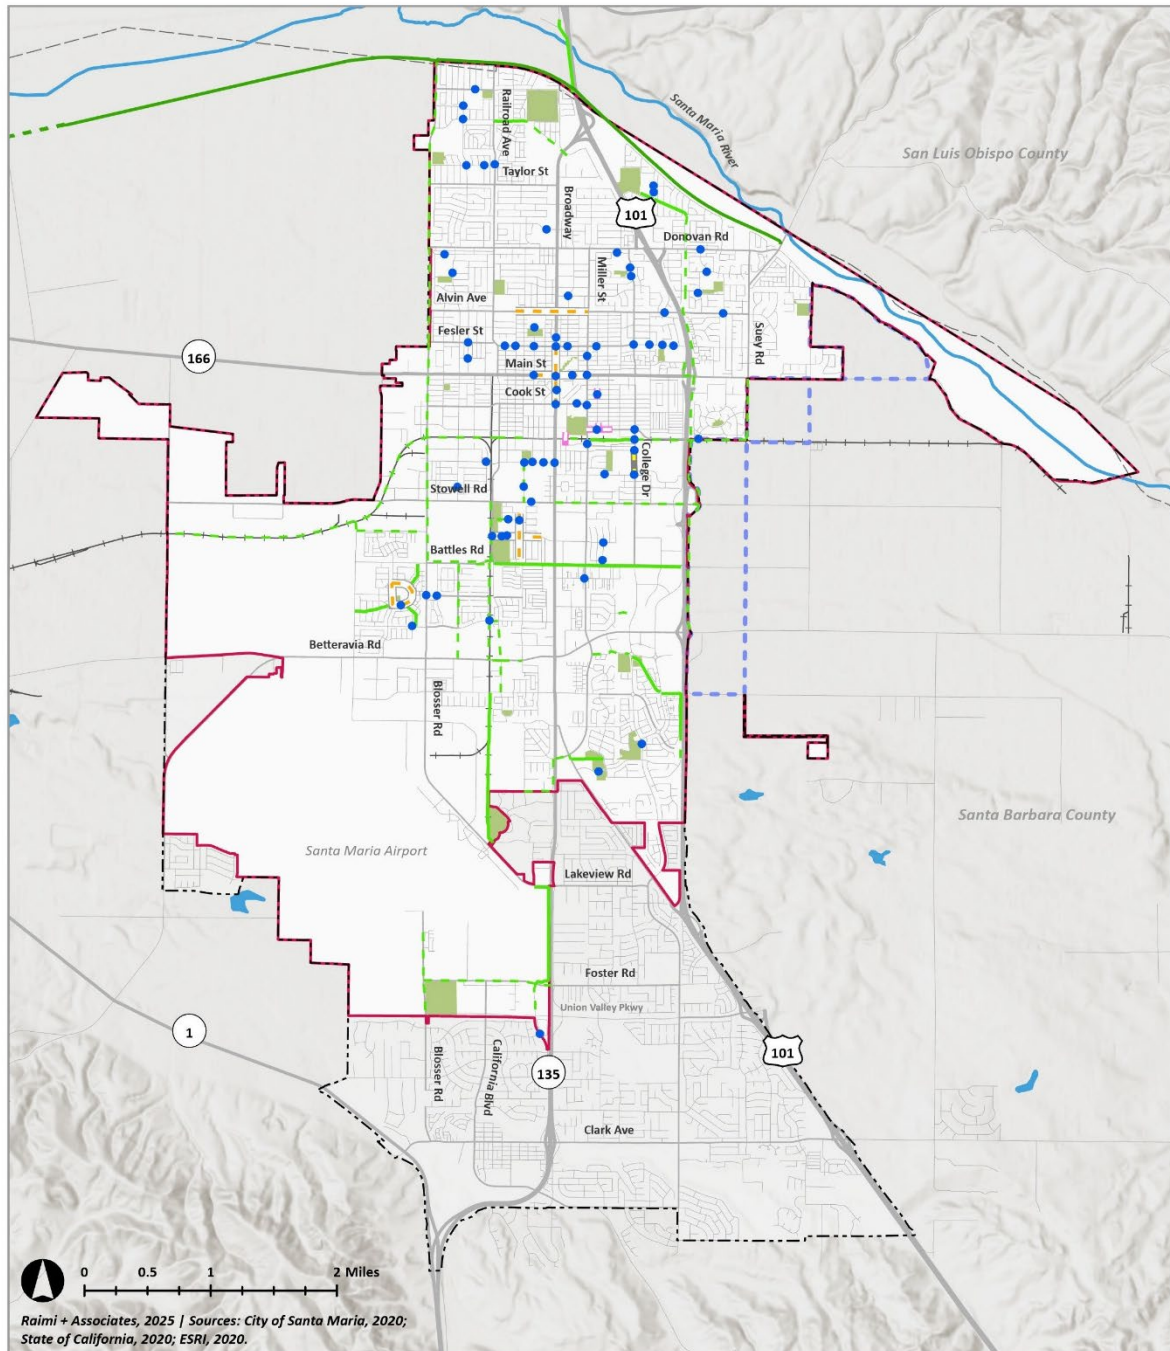 Santa Maria River
San Luis Obispo County
Railroad Ave
Taylor St
Broadway
101
Donovan Rd
Miller St
Alvin Ave
Suey Rd
Fesler St
166
Main St
Cook St
College Dr
Stowell Rd
Battles Rd
Betteravia Rd
Blosser Rd
Santa Barbara County
Santa Maria Airport
Lakeview Rd
Foster Rd
Union Valley Pkwy
1
101
Blosser Rd
California Blvd
135
Clark Ave
0 0.5 1 2 Miles
Raimi + Associates, 2025 | Sources: City of Santa Maria, 2020;
State of California, 2020; ESRI, 2020.